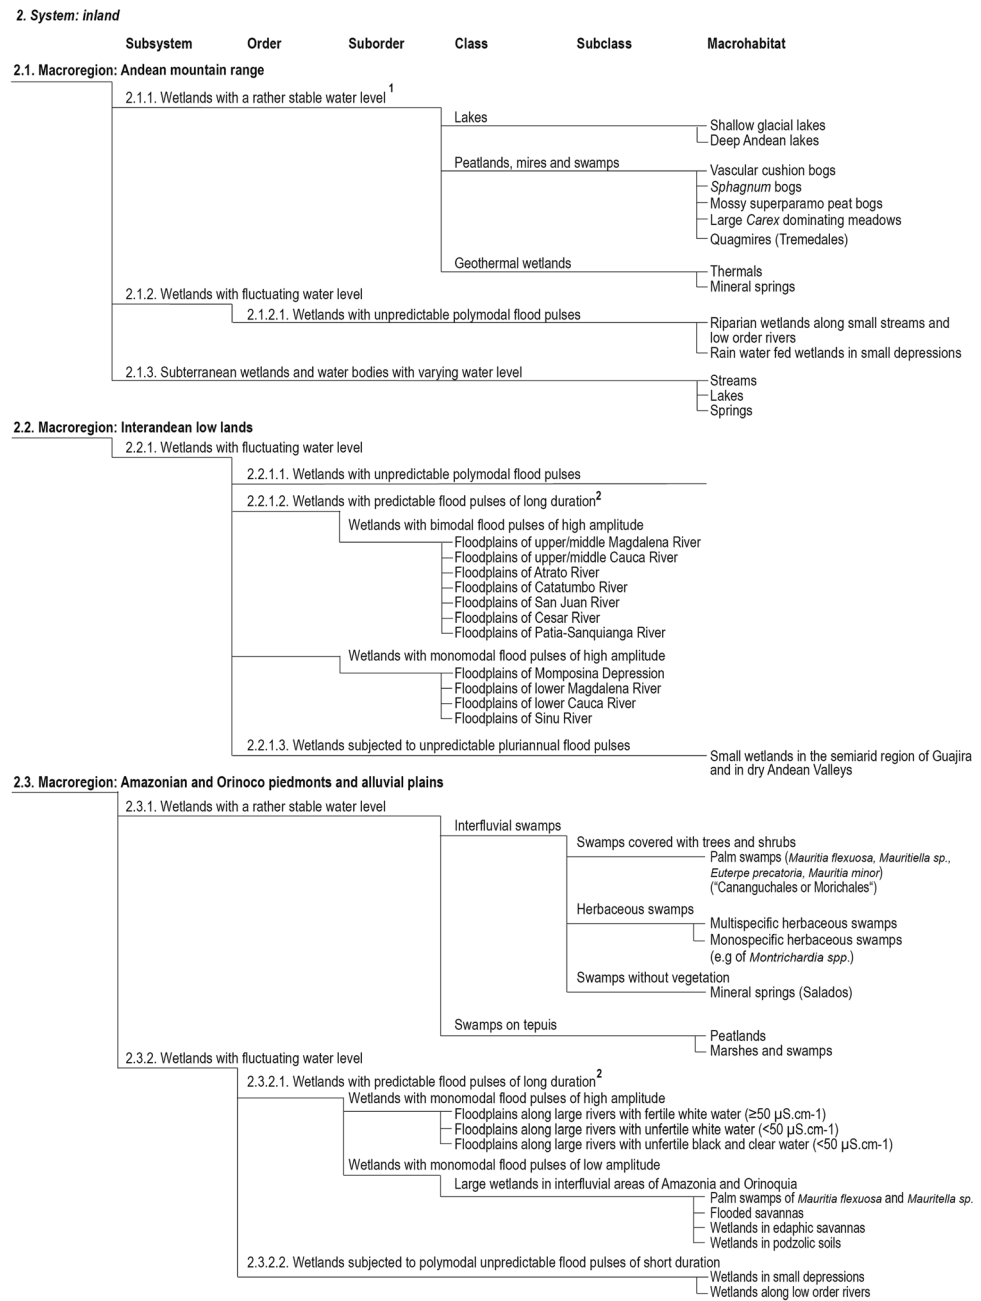 2. System: inland
Subsystem Order Suborder Class Subclass Macrohabitat
2.1. Macroregion: Andean mountain range
2.1.1. Wetlands with a rather stable water level 1
Lakes
Shallow glacial lakes
Deep Andean lakes
Peatlands, mires and swamps
Vascular cushion bogs
Sphagnum bogs
Mossy superparamo peat bogs
Large Carex dominating meadows
Quagmires (Tremedales)
Geothermal wetlands
Thermals
Mineral springs
2.1.2. Wetlands with fluctuating water level
2.1.2.1. Wetlands with unpredictable polymodal flood pulses
Riparian wetlands along small streams and
low order rivers
Rain water fed wetlands in small depressions
2.1.3. Subterranean wetlands and water bodies with varying water level
Streams
Lakes
Springs
2.2. Macroregion: Interandean low lands
2.2.1. Wetlands with fluctuating water level
2.2.1.1. Wetlands with unpredictable polymodal flood pulses
2.2.1.2. Wetlands with predictable flood pulses of long duration2
Wetlands with bimodal flood pulses of high amplitude
Floodplains of upper/middle Magdalena River
Floodplains of upper/middle Cauca River
Floodplains of Atrato River
Floodplains of Catatumbo River
Floodplains of San Juan River
Floodplains of Cesar River
Floodplains of Patia-Sanquianga River
Wetlands with monomodal flood pulses of high amplitude
Floodplains of Momposina Depression
Floodplains of lower Magdalena River
Floodplains of lower Cauca River
Floodplains of Sinu River
2.2.1.3. Wetlands subjected to unpredictable pluriannual flood pulses
Small wetlands in the semiarid region of Guajira
and in dry Andean Valleys
2.3. Macroregion: Amazonian and Orinoco piedmonts and alluvial plains
2.3.1. Wetlands with a rather stable water level
Interfluvial swamps
Swamps covered with trees and shrubs
Palm swamps (Mauritia flexuosa, Mauritiella sp.,
Euterpe precatoria, Mauritia minor)
("Cananguchales or Morichales")
Herbaceous swamps
Multispecific herbaceous swamps
Monospecific herbaceous swamps
(e.g of Montrichardia spp.)
Swamps without vegetation
Mineral springs (Salados)
Swamps on tepuis
Peatlands
Marshes and swamps
2.3.2. Wetlands with fluctuating water level
2.3.2.1. Wetlands with predictable flood pulses of long duration2
Wetlands with monomodal flood pulses of high amplitude
Floodplains along large rivers with fertile white water (≥50 µS.cm-1)
Floodplains along large rivers with unfertile white water (<50 µS.cm-1)
Floodplains along large rivers with unfertile black and clear water (<50 µS.cm-1)
Wetlands with monomodal flood pulses of low amplitude
Large wetlands in interfluvial areas of Amazonia and Orinoquia
Palm swamps of Mauritia flexuosa and Mauritella sp.
Flooded savannas
Wetlands in edaphic savannas
Wetlands in podzolic soils
2.3.2.2. Wetlands subjected to polymodal unpredictable flood pulses of short duration
Wetlands in small depressions
Wetlands along low order rivers